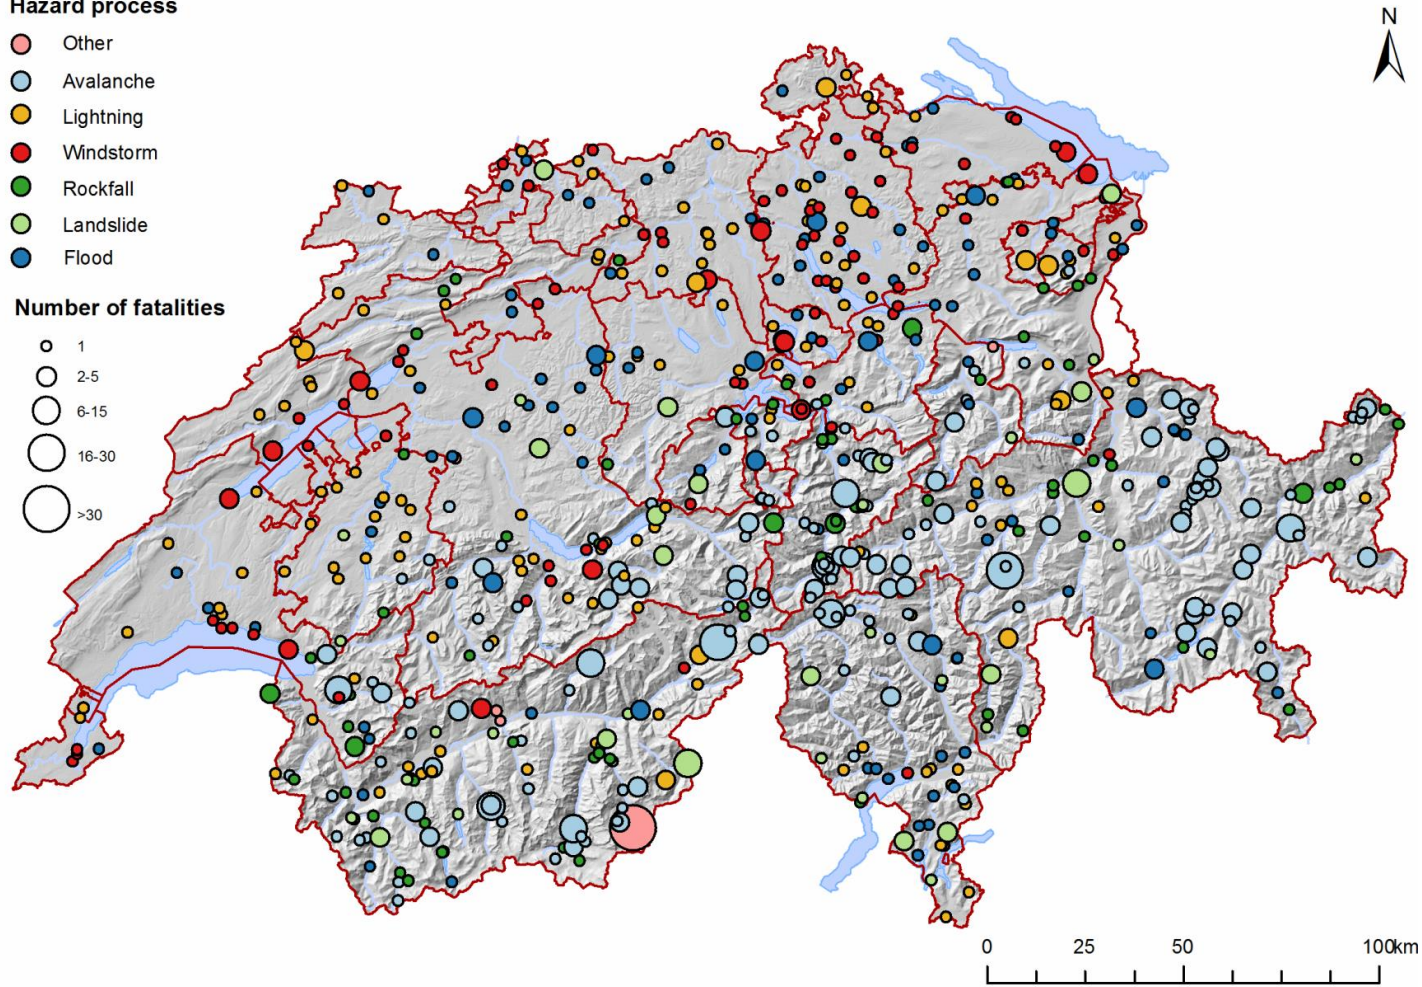 Hazard process
N
Other
Avalanche
Lightning
Windstorm
Rockfall
Landslide
Flood
Number of fatalities
1
2-5
6-15
16-30
>30
0 25 50 100km